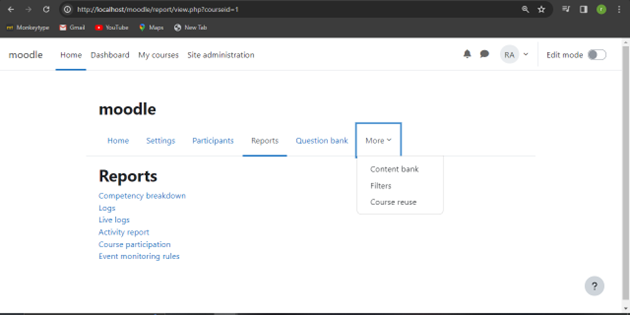 http://localhost/moodle/report/view.php?courseid=1
Monkeytype Gmail YouTube Maps New Tab
moodle Home Dashboard My courses Site administration RA Edit mode
moodle
Home Settings Participants Reports Question bank More
Content bank
Filters
Course reuse
Reports
Competency breakdown
Logs
Live logs
Activity report
Course participation
Event monitoring rules
?